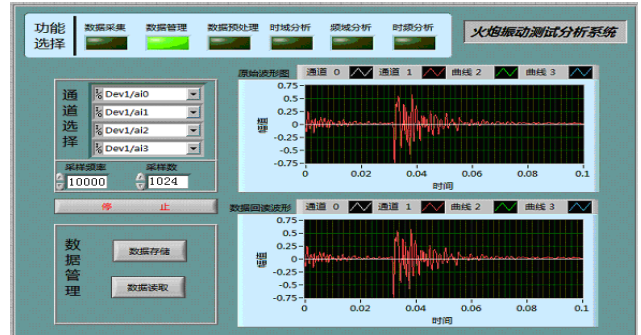 功能选择
数据采集 数据管理 数据预处理 时域分析 频域分析 时频分析
火炮振动测试分析系统
通道选择
Dev1/ai0
Dev1/ai1
Dev1/ai2
Dev1/ai3
采样频率 采样数
10000 1024
停 止
数据管理
数据存储
数据读取
原始波形图 通道 0 通道 1 曲线 2 曲线 3
幅值
0.75
0.5
0.25
0
-0.25
-0.5
-0.75
0 0.02 0.04 0.06 0.08 0.1
时间
数据回读波形 通道 0 通道 1 曲线 2 曲线 3
幅值
0.75
0.5
0.25
0
-0.25
-0.5
-0.75
0 0.02 0.04 0.06 0.08 0.1
时间